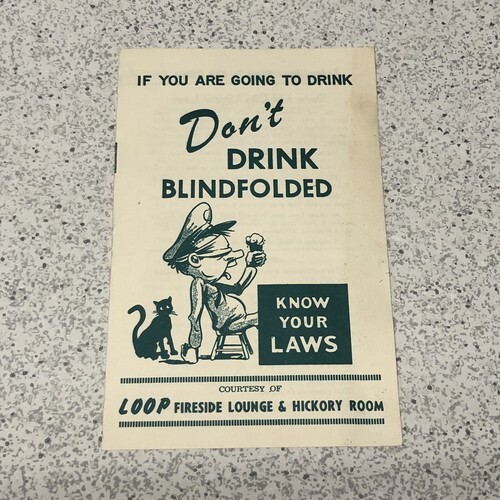 IF YOU ARE GOING TO DRINK
Don't
DRINK
BLINDFOLDED
KNOW
YOUR
LAWS
COURTESY OF
LOOP FIRESIDE LOUNGE & HICKORY ROOM